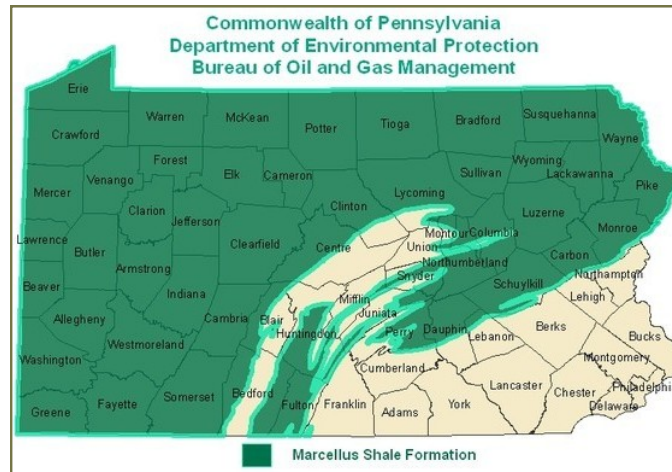 Commonwealth of Pennsylvania
Department of Environmental Protection
Bureau of Oil and Gas Management
Erie
Crawford
Warren
McKean
Potter
Tioga
Bradford
Susquehanna
Wayne
Forest
Venango
Mercer
Elk
Cameron
Clinton
Lycoming
Sullivan
Wyoming
Lackawanna
Pike
Lawrence
Butler
Clarion
Jefferson
Clearfield
Centre
Union
Montour
Columbia
Luzerne
Monroe
Carbon
Beaver
Armstrong
Indiana
Cambria
Blair
Huntingdon
Mifflin
Juniata
Snyder
Northumberland
Schuylkill
Northampton
Lehigh
Allegheny
Westmoreland
Perry
Dauphin
Lebanon
Berks
Bucks
Washington
Cumberland
Montgomery
Philadelphia
Lancaster
Chester
Delaware
Greene
Fayette
Somerset
Bedford
Fulton
Franklin
Adams
York
Marcellus Shale Formation